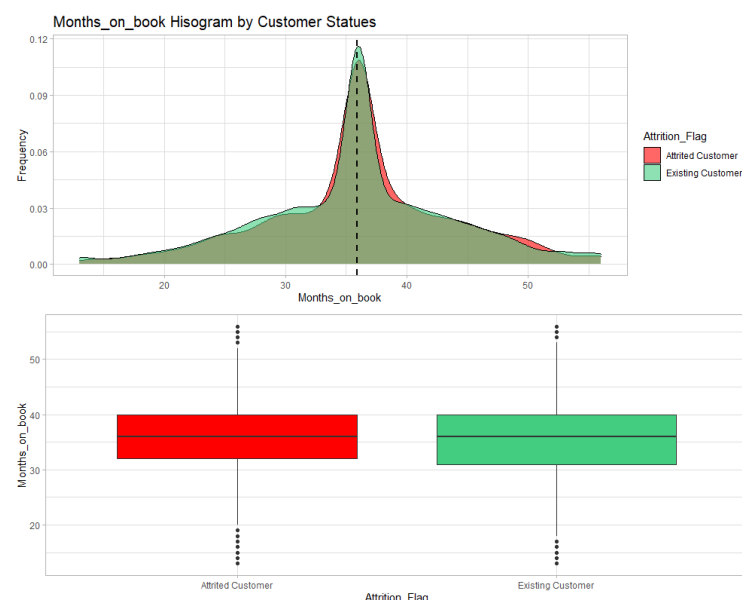 Months_on_book Hisogram by Customer Statues
0.12
0.09
0.06
0.03
0.00
Frequency
20 30 40 50
Months_on_book
Attrition_Flag
Attrited Customer
Existing Customer
50
40
30
20
Months_on_book
Attrited Customer Existing Customer
Attrition_Flag